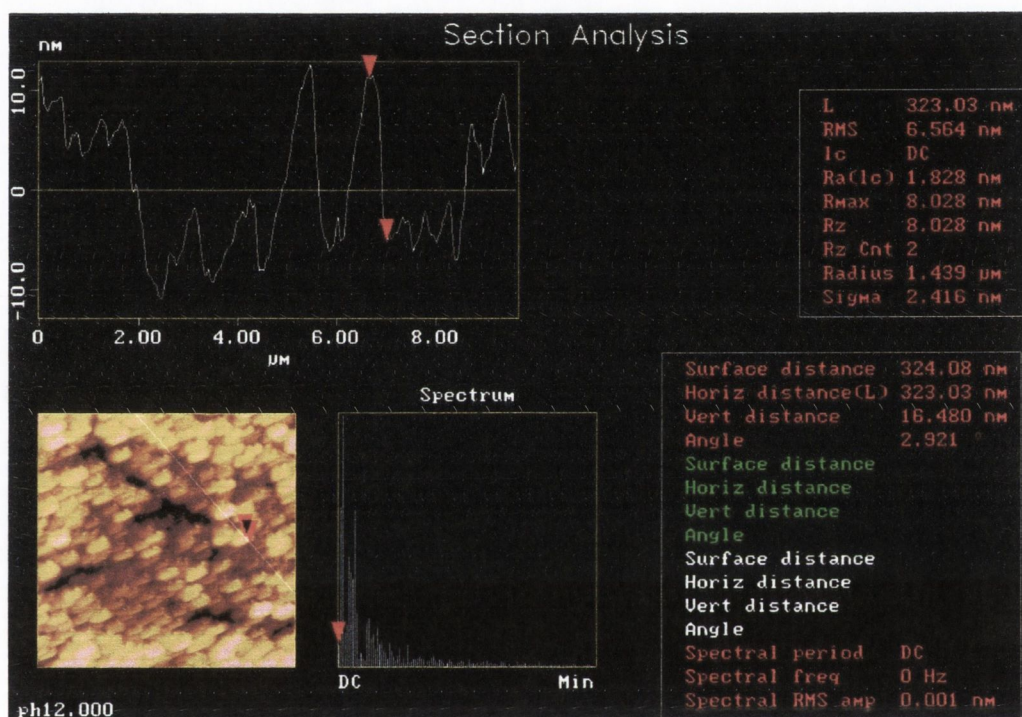 Section Analysis
nM
10.0
0
-10.0
0 2.00 4.00 6.00 8.00
µM
L 323.03 nM
RMS 6.564 nM
lc DC
Ra(lc) 1.828 nM
Rmax 8.028 nM
Rz 8.028 nM
Rz Cnt 2
Radius 1.439 µM
Sigma 2.416 nM
Surface distance 324.08 nM
Horiz distance(L) 323.03 nM
Vert distance 16.480 nM
Angle 2.921 °
Surface distance
Horiz distance
Vert distance
Angle
Surface distance
Horiz distance
Vert distance
Angle
Spectral period DC
Spectral freq 0 Hz
Spectral RMS amp 0.001 nM
Spectrum
DC Min
ph12.000